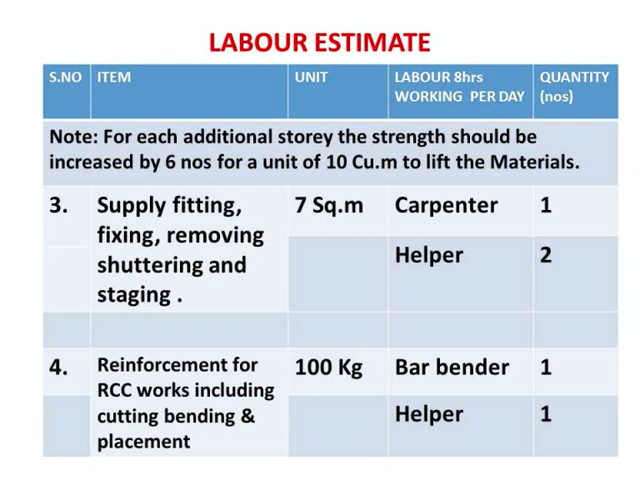 LABOUR ESTIMATE
S.NO ITEM UNIT LABOUR 8hrs QUANTITY
WORKING PER DAY (nos)
Note: For each additional storey the strength should be
increased by 6 nos for a unit of 10 Cu.m to lift the Materials.
3. Supply fitting, 7 Sq.m Carpenter 1
fixing, removing
shuttering and Helper 2
staging .
4. Reinforcement for 100 Kg Bar bender 1
RCC works including
cutting bending & Helper 1
placement